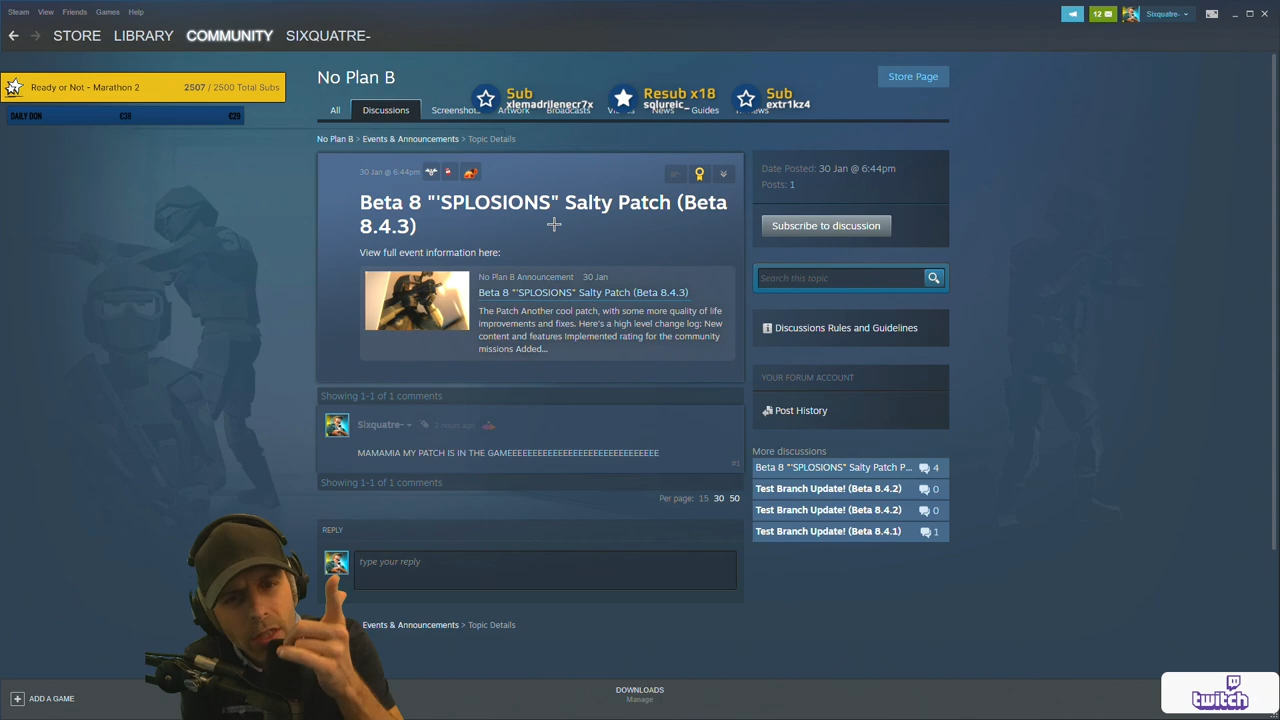 Steam View Friends Games Help
12
Sixquatre-
STORE LIBRARY COMMUNITY SIXQUATRE-
Ready or Not - Marathon 2 2507 / 2500 Total Subs
DAILY DON €38 €29
No Plan B
Store Page
Sub
xlemadrilenecr7x
Resub x18
solureic_
Sub
extr1kz4
All Discussions Screenshots Artwork Broadcasts News Guides
No Plan B > Events & Announcements > Topic Details
30 Jan @ 6:44pm
Beta 8 "'SPLOSIONS" Salty Patch (Beta
8.4.3)
View full event information here:
No Plan B Announcement 30 Jan
Beta 8 "'SPLOSIONS" Salty Patch (Beta 8.4.3)
The Patch Another cool patch, with some more quality of life
improvements and fixes. Here's a high level change log: New
content and features Implemented rating for the community
missions Added...
Date Posted: 30 Jan @ 6:44pm
Posts: 1
Subscribe to discussion
Search this topic
Discussions Rules and Guidelines
YOUR FORUM ACCOUNT
Post History
More discussions
Beta 8 "'SPLOSIONS" Salty Patch P... 4
Test Branch Update! (Beta 8.4.2) 0
Test Branch Update! (Beta 8.4.2) 0
Test Branch Update! (Beta 8.4.1) 1
Showing 1-1 of 1 comments
Sixquatre- 2 hours ago
MAMAMIA MY PATCH IS IN THE GAMEEEEEEEEEEEEEEEEEEEEEEEEEEEE
#1
Showing 1-1 of 1 comments
Per page: 15 30 50
REPLY
type your reply
Events & Announcements > Topic Details
ADD A GAME
DOWNLOADS
Manage
twitch